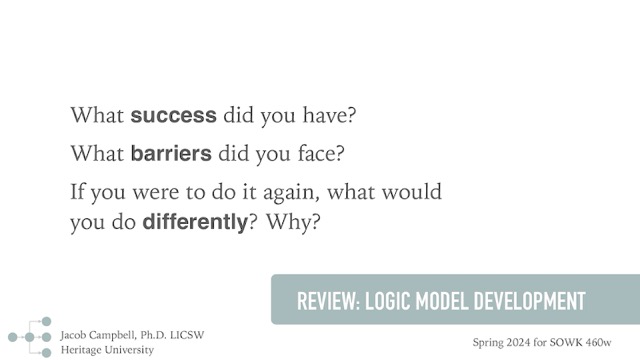 What success did you have?
What barriers did you face?
If you were to do it again, what would
you do differently? Why?
REVIEW: LOGIC MODEL DEVELOPMENT
Jacob Campbell, Ph.D. LICSW
Heritage University
Spring 2024 for SOWK 460w